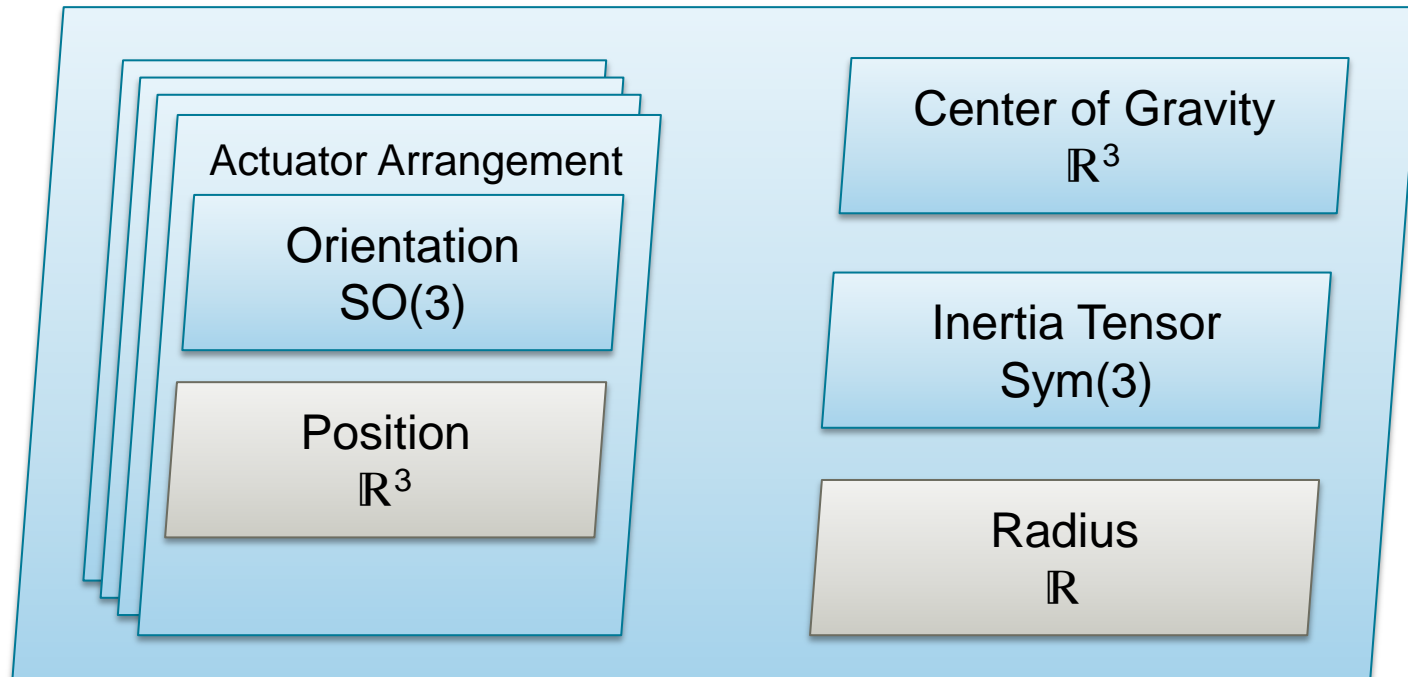 Actuator Arrangement
Orientation
SO(3)
Position
ℝ³
Center of Gravity
ℝ³
Inertia Tensor
Sym(3)
Radius
ℝ